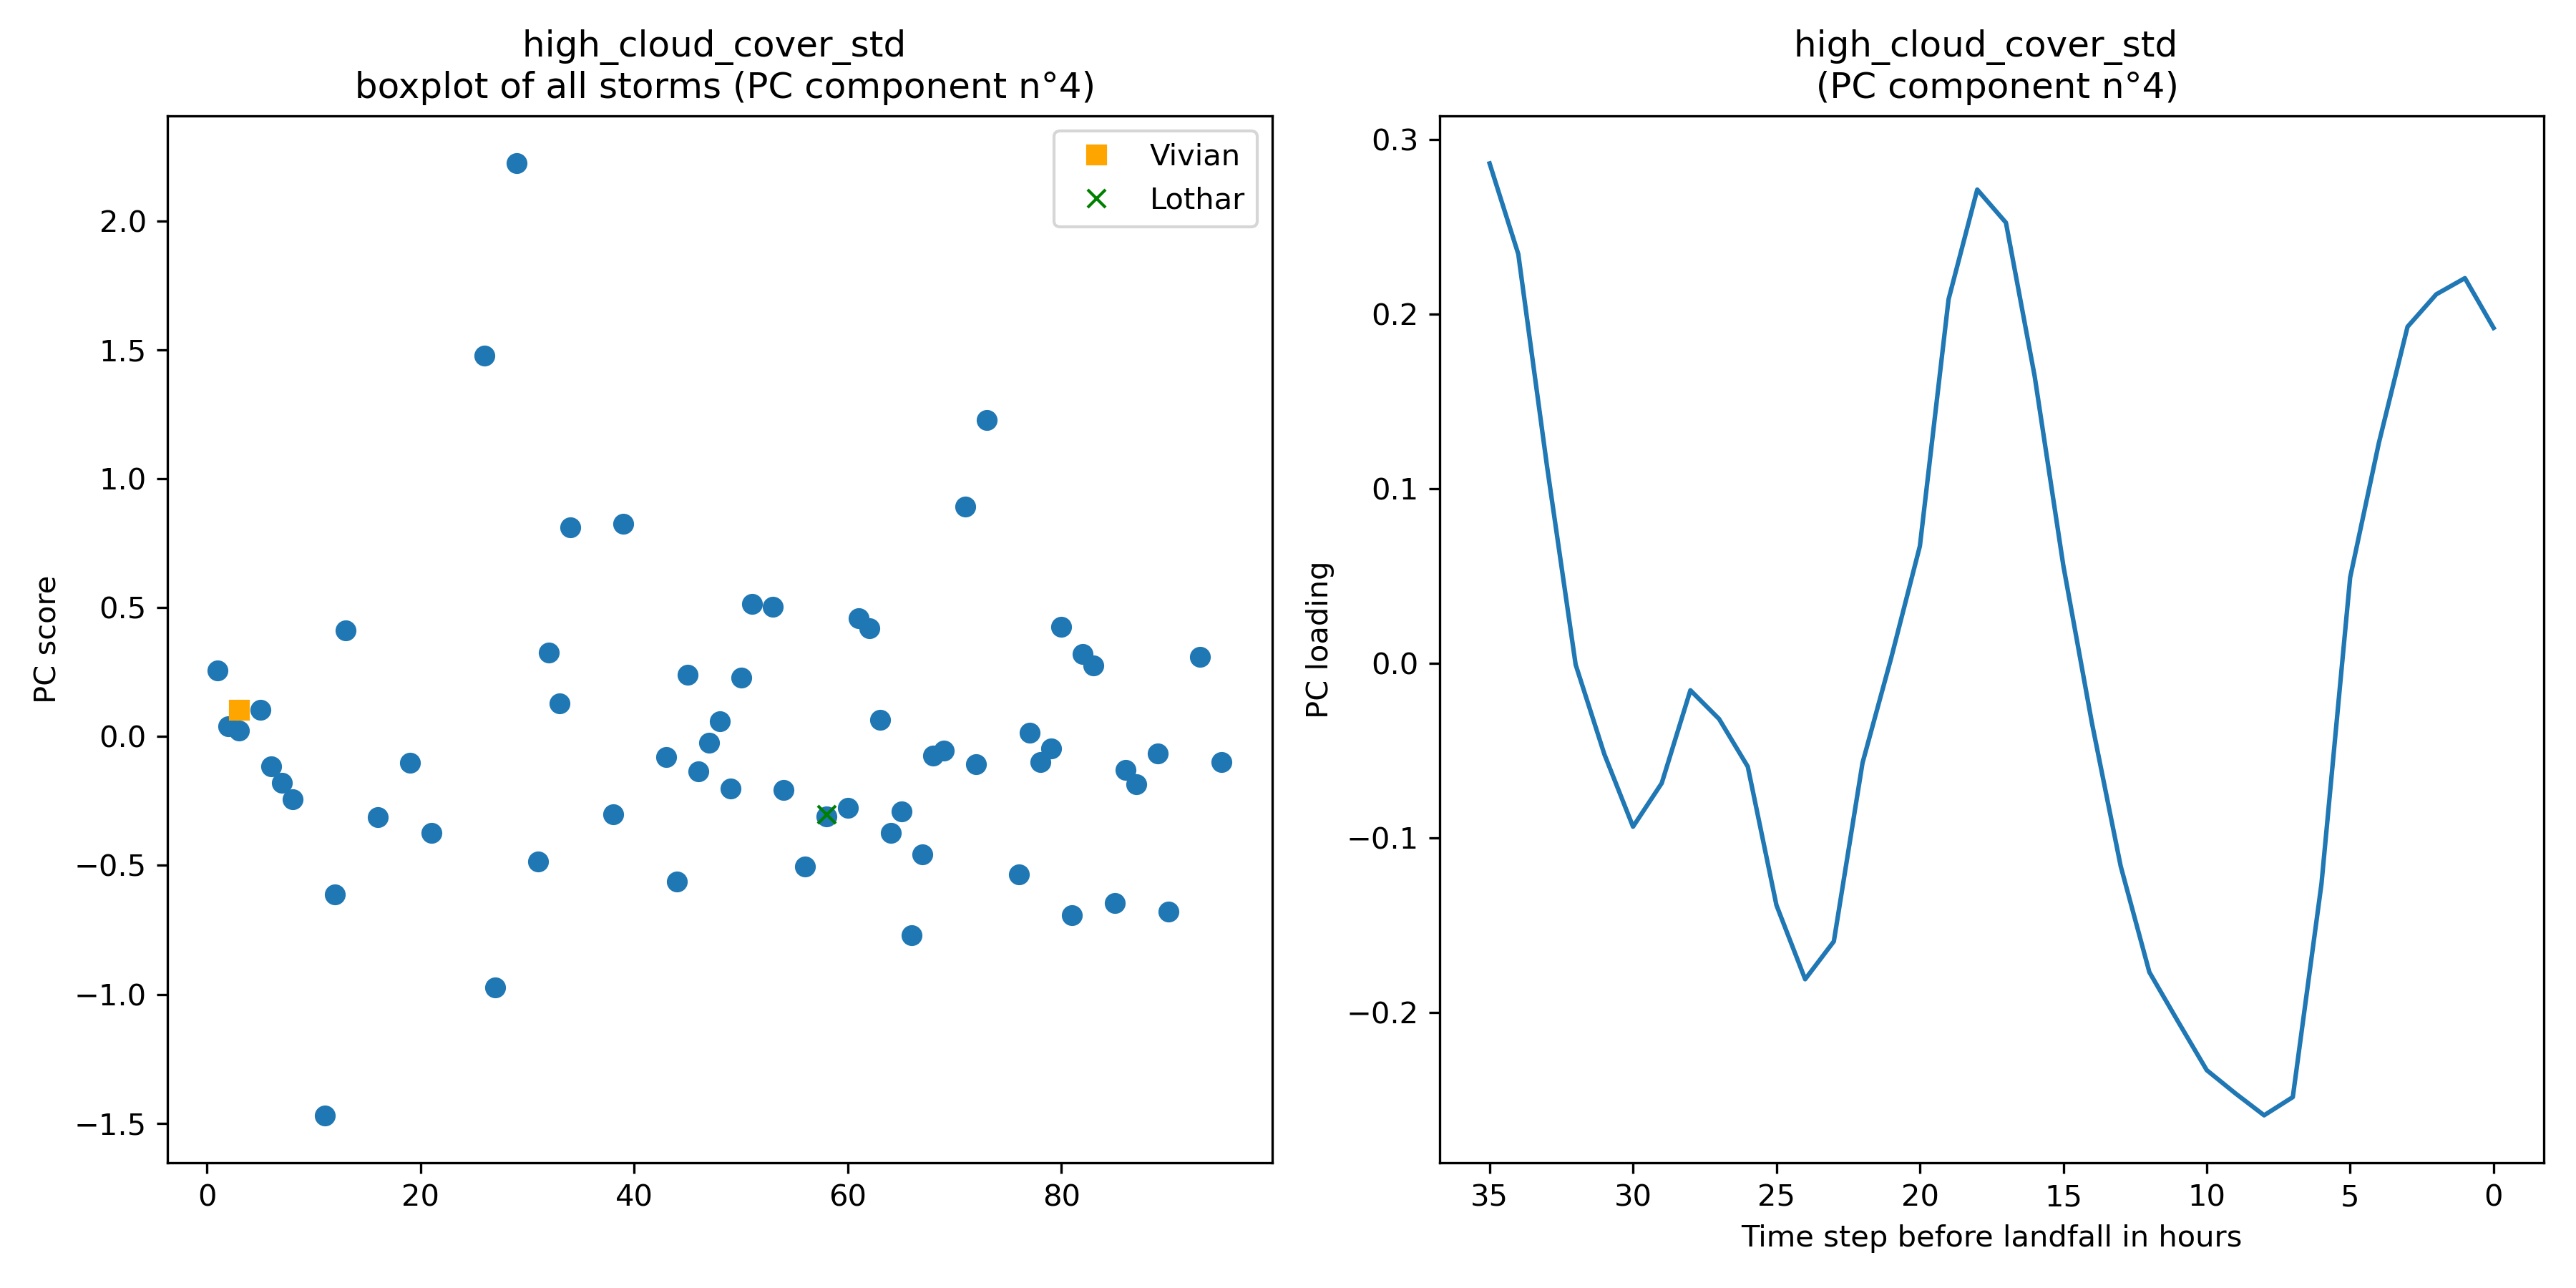 high_cloud_cover_std
boxplot of all storms (PC component n°4)
Vivian
Lothar
PC score
2.0
1.5
1.0
0.5
0.0
−0.5
−1.0
−1.5
0 20 40 60 80
high_cloud_cover_std
(PC component n°4)
PC loading
0.3
0.2
0.1
0.0
−0.1
−0.2
35 30 25 20 15 10 5 0
Time step before landfall in hours